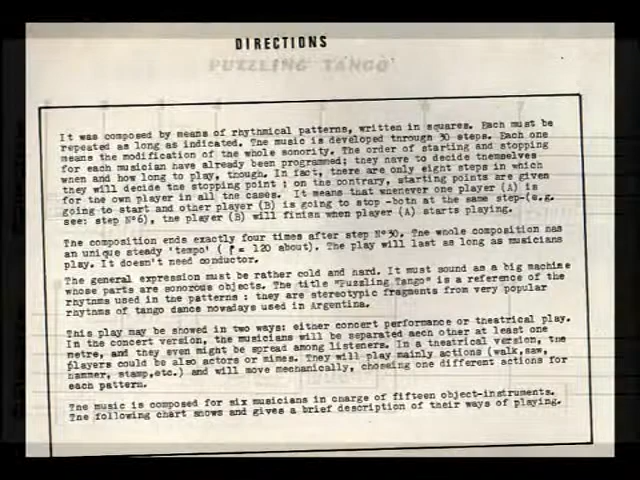 DIRECTIONS
PUZZLING TANGO
It was composed by means of rhythmical patterns, written in squares. Each must be
repeated as long as indicated. The music is developed through 30 steps. Each one
means the modification of the whole sonority. The order of starting and stopping
for each musician have already been programmed; they have to decide themselves
when and how long to play, though. In fact, there are only eight steps in which
they will decide the stopping point ; on the contrary, starting points are given
for the own player in all the cases. It means that whenever one player (A) is
going to start and other player (B) is going to stop -both at the same step-(e.g.
see: step Nº6), the player (B) will finish when player (A) starts playing.
The composition ends exactly four times after step Nº30. The whole composition has
an unique steady 'tempo' ( = 120 about). The play will last as long as musicians
play. It doesn't need conductor.
The general expression must be rather cold and hard. It must sound as a big machine
whose parts are sonorous objects. The title "Puzzling Tango" is a reference of the
rhythms used in the patterns : they are stereotypic fragments from very popular
rhythms of tango dance nowadays used in Argentina.
This play may be showed in two ways: either concert performance or theatrical play.
In the concert version, the musicians will be separated each other at least one
metre, and they even might be spread among listeners. In a theatrical version, the
players could be also actors or mimes. They will play mainly actions (walk,saw,
hammer, stamp,etc.) and will move mechanically, chosing one different actions for
each pattern.
The music is composed for six musicians in charge of fifteen object-instruments.
The following chart shows and gives a brief description of their ways of playing.